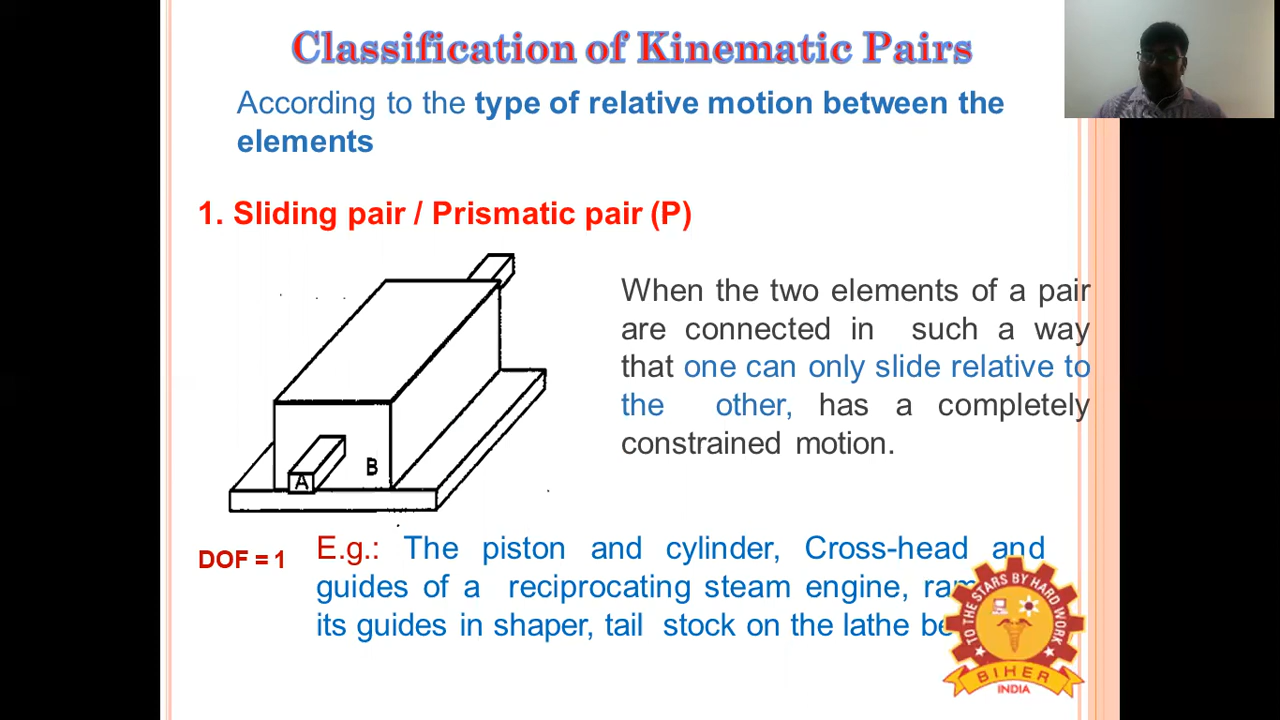 Classification of Kinematic Pairs
According to the type of relative motion between the
elements
1. Sliding pair / Prismatic pair (P)
When the two elements of a pair
are connected in such a way
that one can only slide relative to
the other, has a completely
constrained motion.
B
A
DOF = 1
E.g.: The piston and cylinder, Cross-head and
guides of a reciprocating steam engine,
its guides in shaper, tail stock on the lathe
TO THE STARS BY HARD WORK
BIHER
INDIA